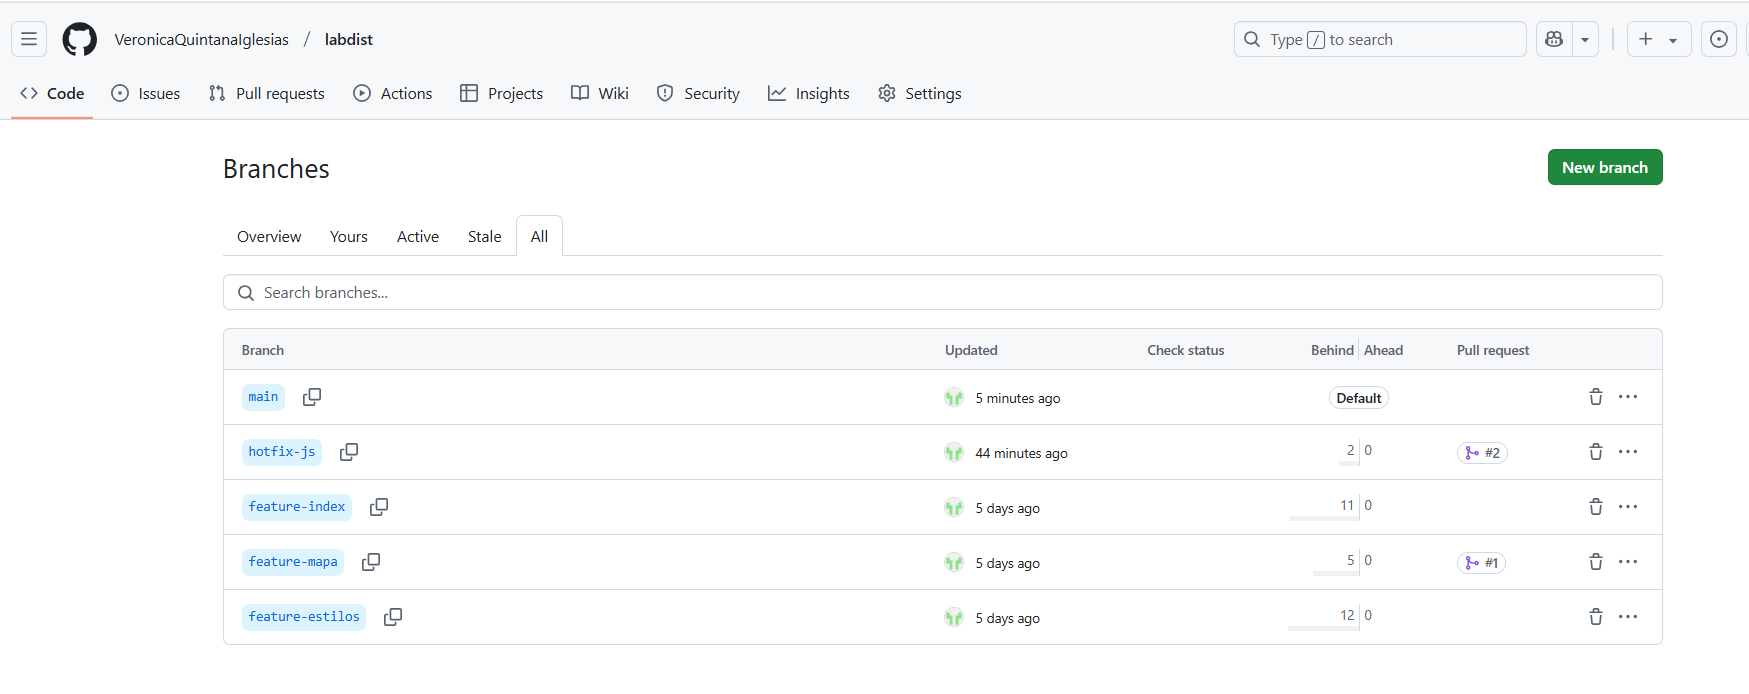 VeronicaQuintanaIglesias / labdist Type / to search
Code Issues Pull requests Actions Projects Wiki Security Insights Settings
Branches New branch
Overview Yours Active Stale All
Search branches...
Branch Updated Check status Behind Ahead Pull request
main 5 minutes ago Default
hotfix-js 44 minutes ago 2 0 #2
feature-index 5 days ago 11 0
feature-mapa 5 days ago 5 0 #1
feature-estilos 5 days ago 12 0